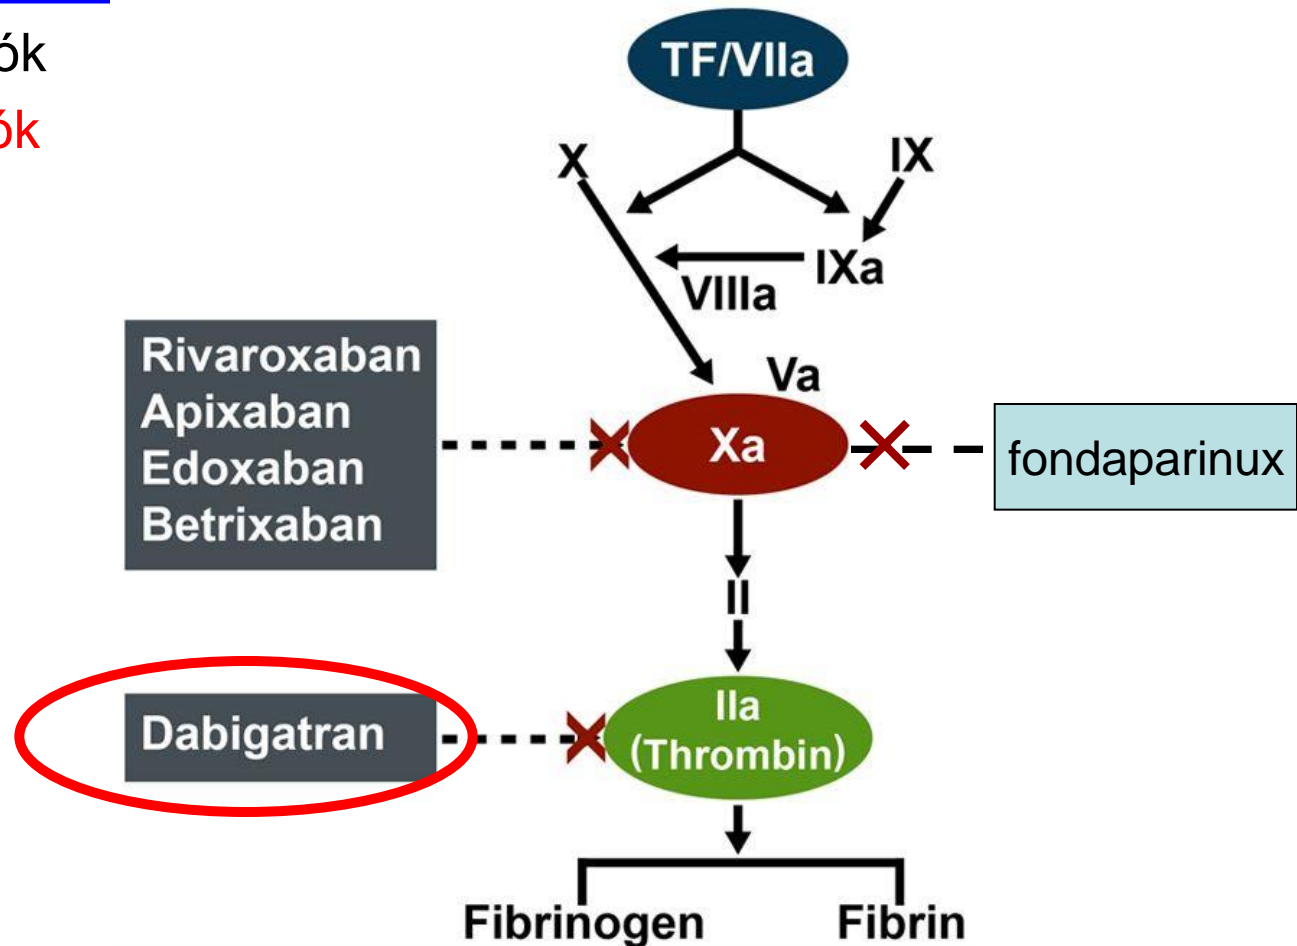 ók
ók
TF/VIIa
X
IX
IXa
VIIIa
Rivaroxaban
Apixaban
Edoxaban
Betrixaban
Va
Xa
fondaparinux
II
Dabigatran
IIa
(Thrombin)
Fibrinogen
Fibrin